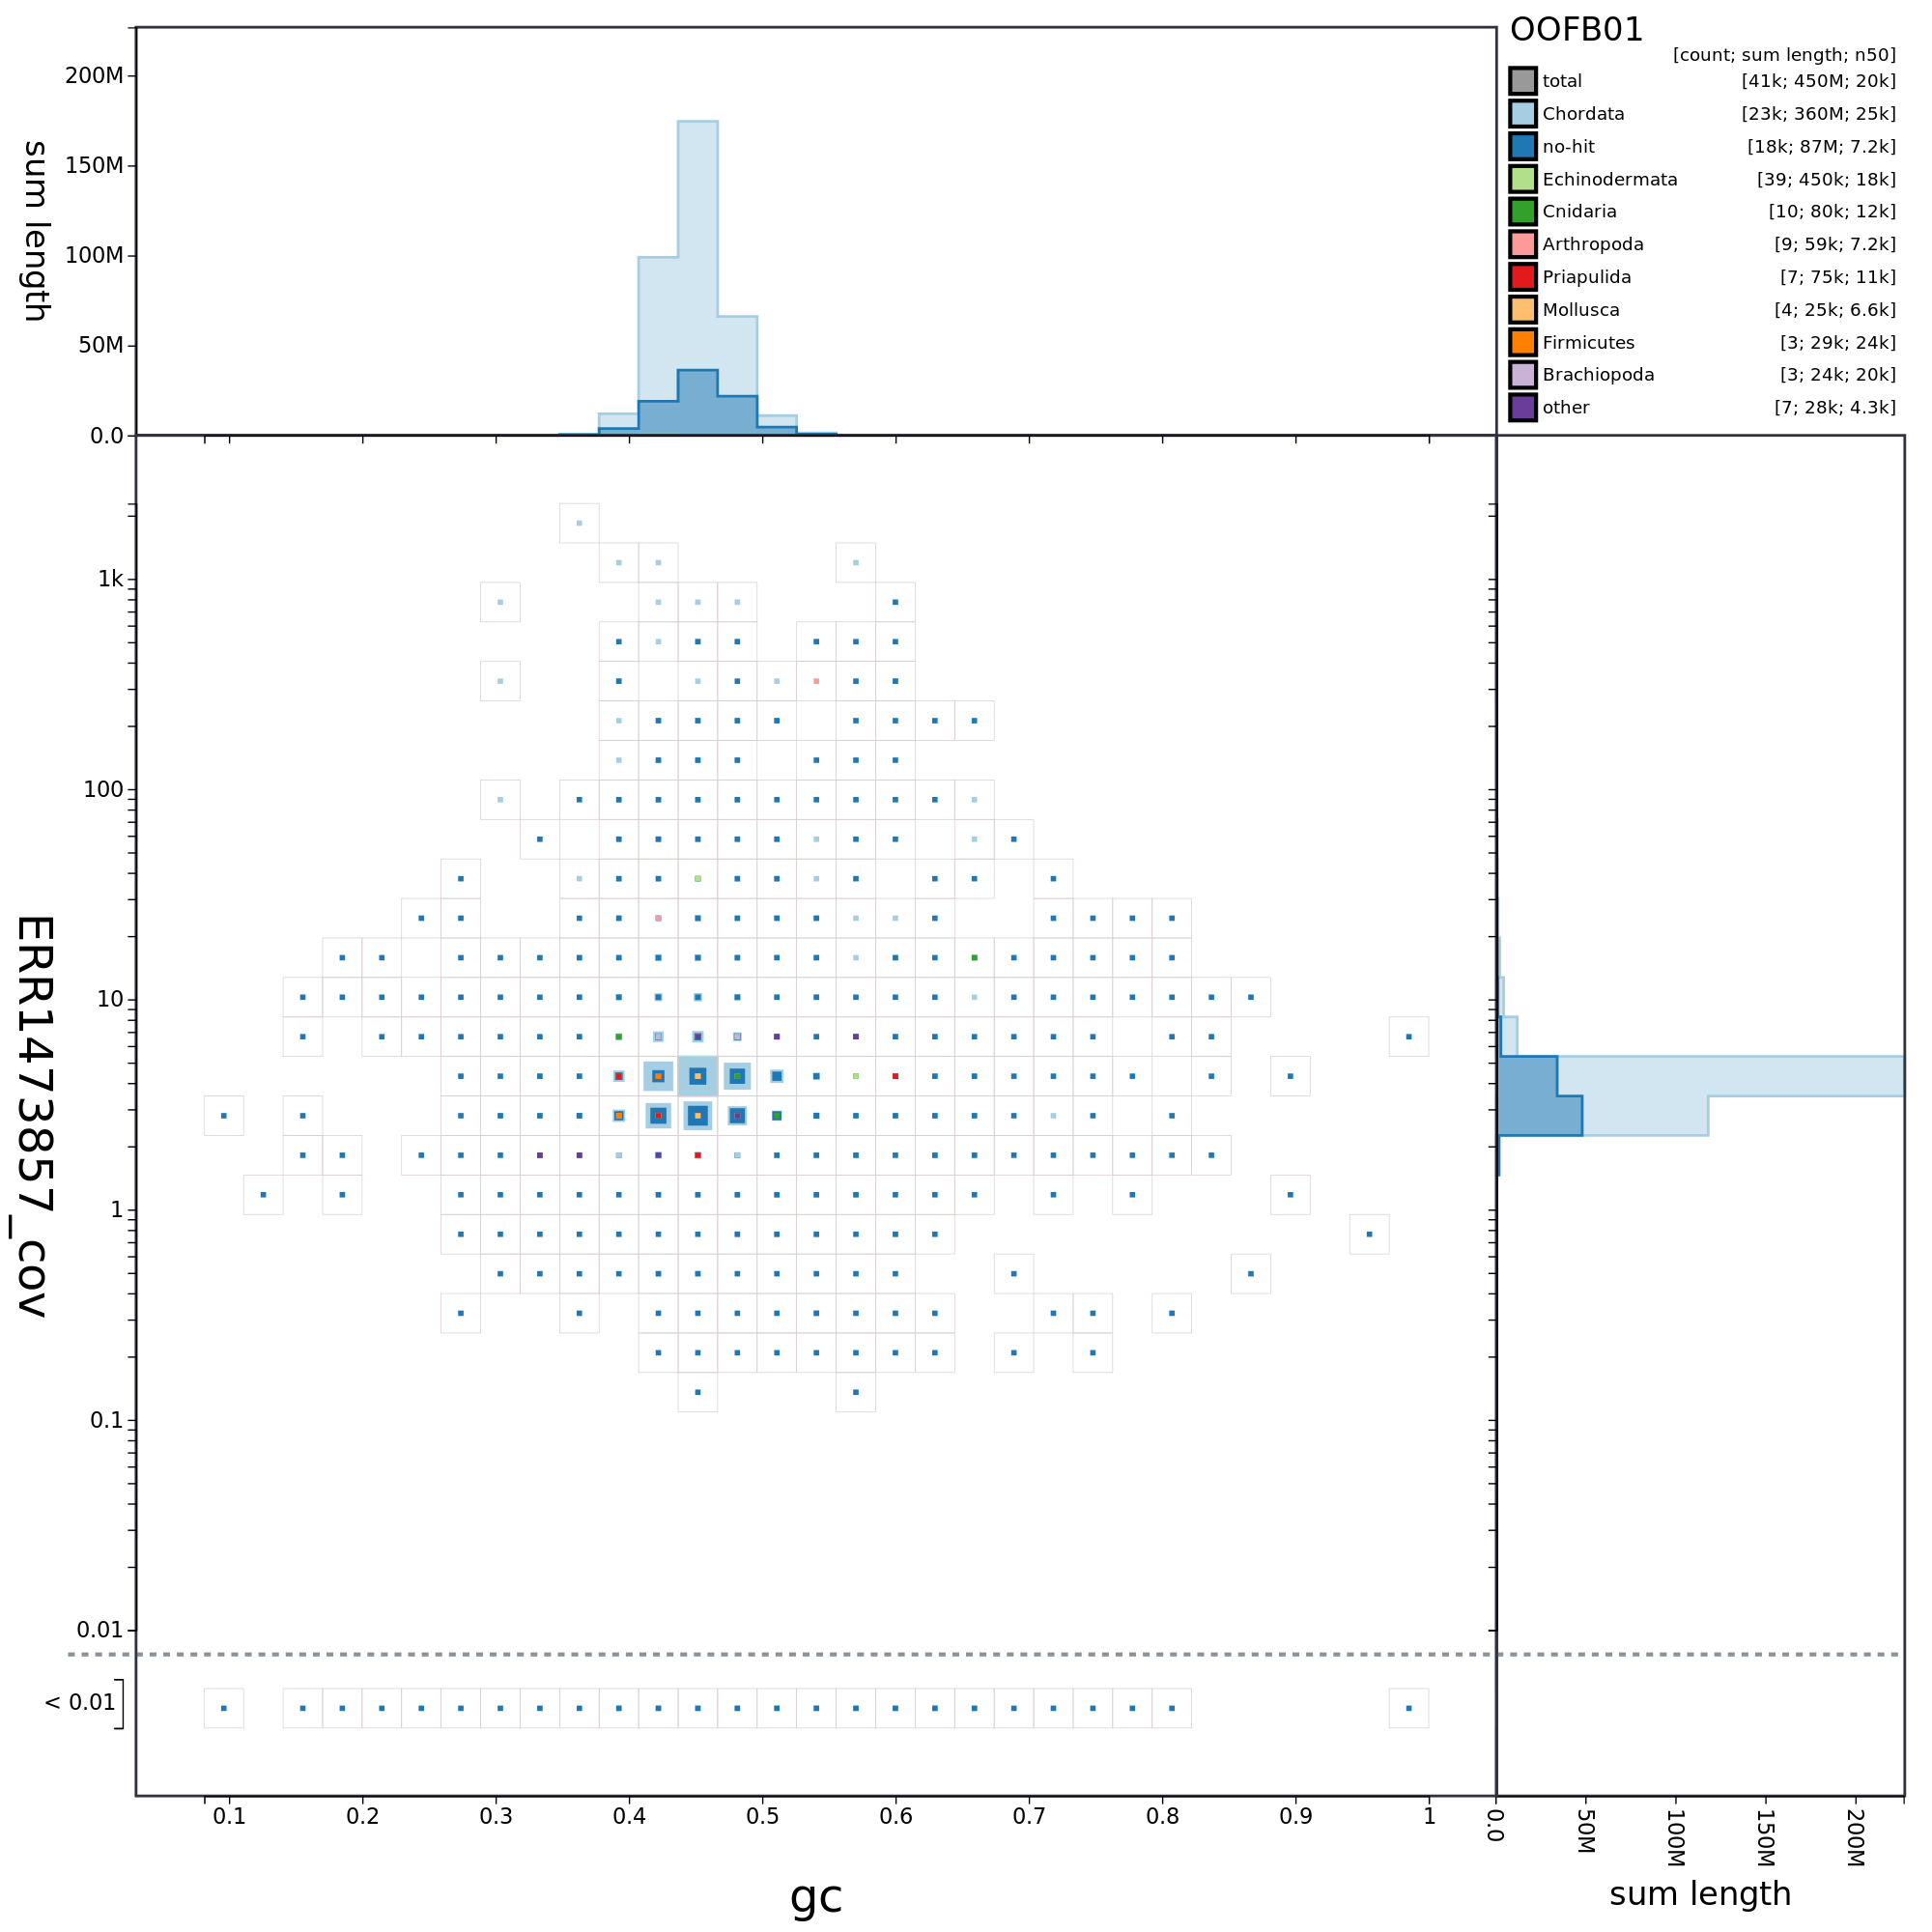 OOFB01
[count; sum length; n50]
total [41k; 450M; 20k]
Chordata [23k; 360M; 25k]
no-hit [18k; 87M; 7.2k]
Echinodermata [39; 450k; 18k]
Cnidaria [10; 80k; 12k]
Arthropoda [9; 59k; 7.2k]
Priapulida [7; 75k; 11k]
Mollusca [4; 25k; 6.6k]
Firmicutes [3; 29k; 24k]
Brachiopoda [3; 24k; 20k]
other [7; 28k; 4.3k]
sum length
200M
150M
100M
50M
0.0
ERR1473857_cov
1k
100
10
1
0.1
0.01
< 0.01
0.1 0.2 0.3 0.4 0.5 0.6 0.7 0.8 0.9 1
gc
0.0 50M 100M 150M 200M
sum length